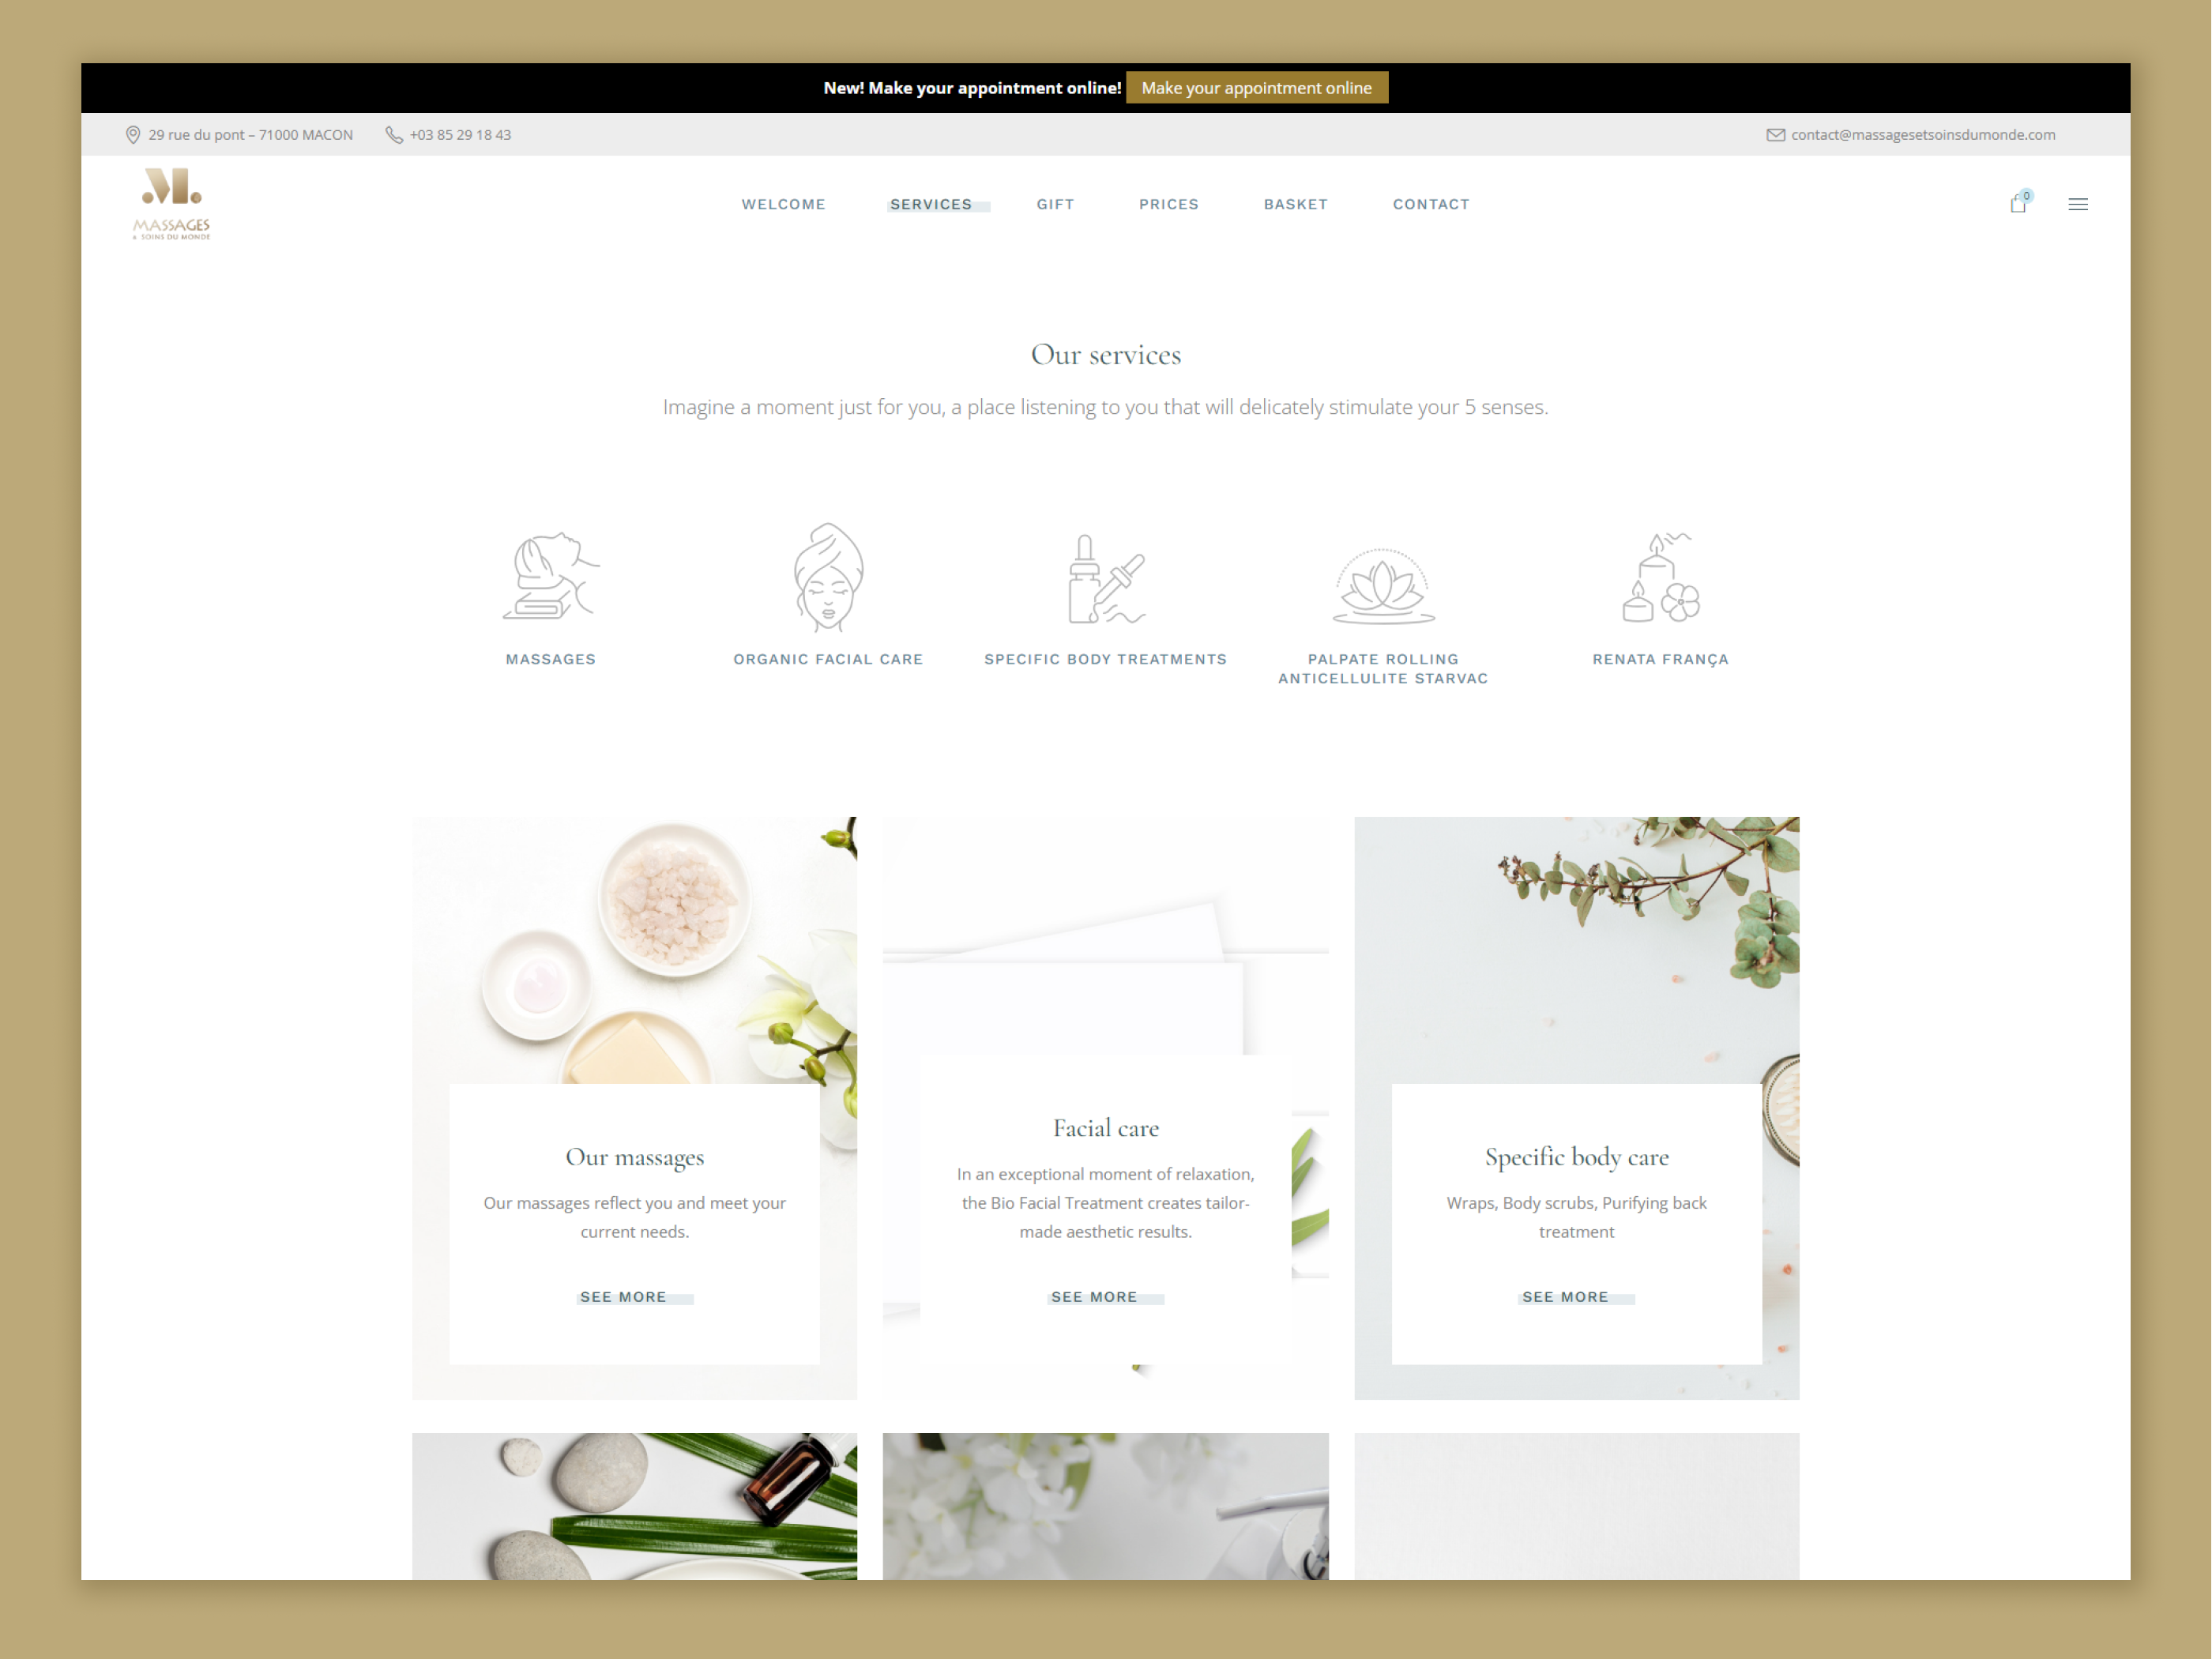 New! Make your appointment online! Make your appointment online
29 rue du pont – 71000 MACON +03 85 29 18 43 contact@massagesetsoinsdumonde.com
MASSAGES
& SOINS DU MONDE
WELCOME SERVICES GIFT PRICES BASKET CONTACT
0
Our services
Imagine a moment just for you, a place listening to you that will delicately stimulate your 5 senses.
MASSAGES
ORGANIC FACIAL CARE
SPECIFIC BODY TREATMENTS
PALPATE ROLLING
ANTICELLULITE STARVAC
RENATA FRANÇA
Our massages
Our massages reflect you and meet your
current needs.
SEE MORE
Facial care
In an exceptional moment of relaxation,
the Bio Facial Treatment creates tailor-
made aesthetic results.
SEE MORE
Specific body care
Wraps, Body scrubs, Purifying back
treatment
SEE MORE